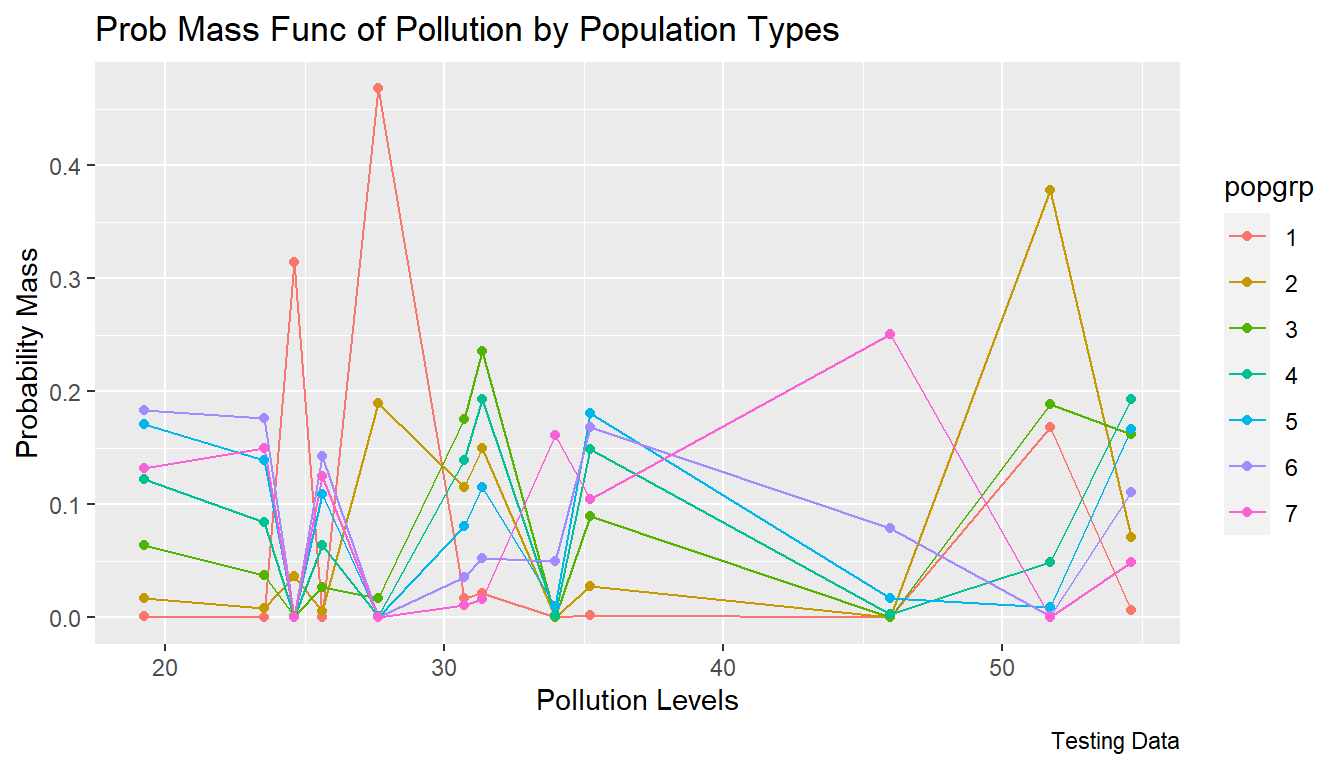 Prob Mass Func of Pollution by Population Types
Probability Mass
0.4
0.3
0.2
0.1
0.0
20 30 40 50
Pollution Levels
popgrp
1
2
3
4
5
6
7
Testing Data